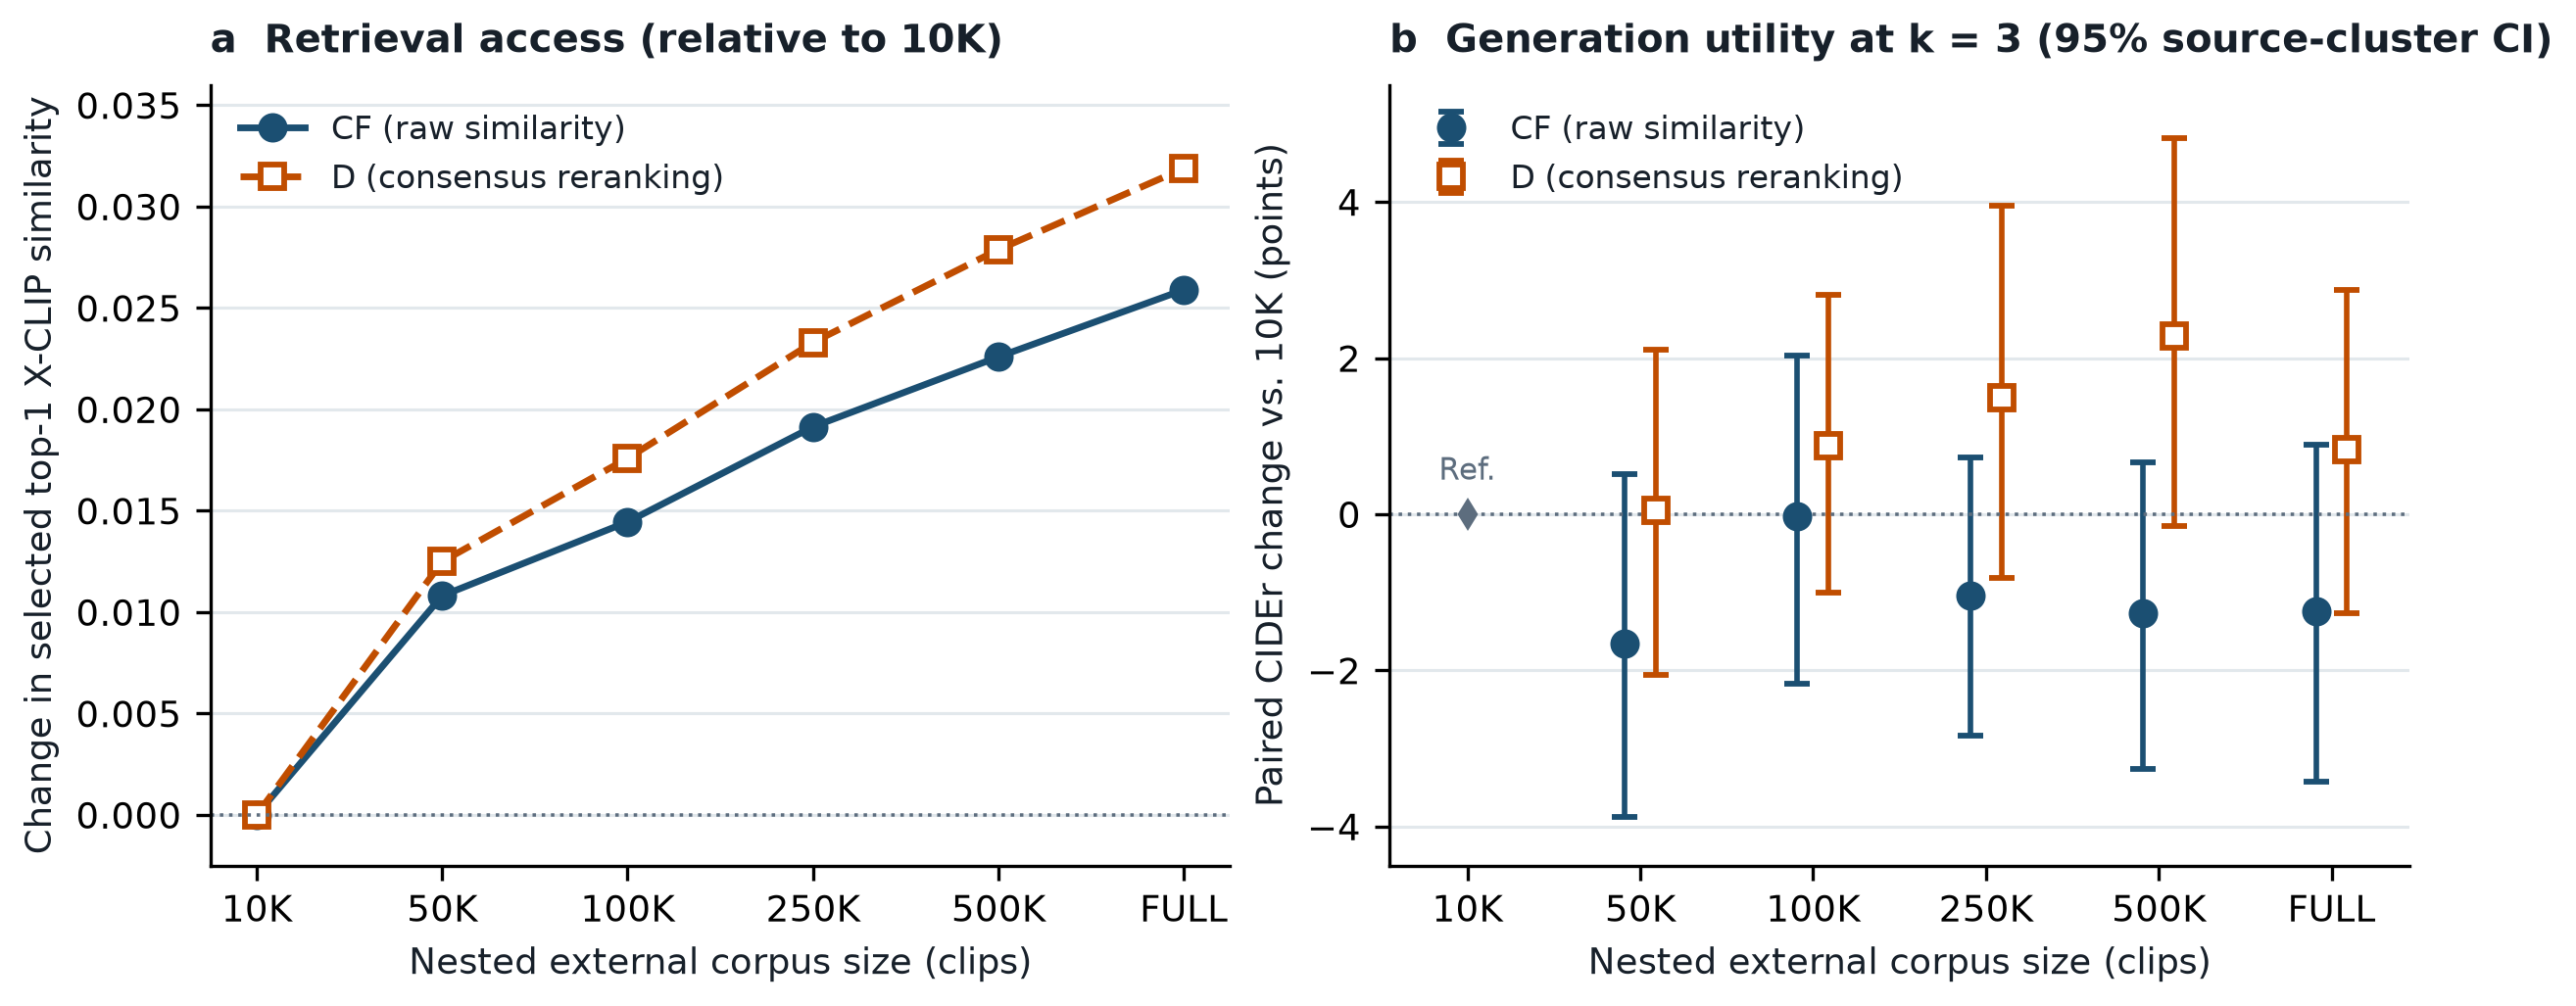 a Retrieval access (relative to 10K)
Change in selected top-1 X-CLIP similarity
0.035
0.030
0.025
0.020
0.015
0.010
0.005
0.000
CF (raw similarity)
D (consensus reranking)
10K 50K 100K 250K 500K FULL
Nested external corpus size (clips)
b Generation utility at k = 3 (95% source-cluster CI)
Paired CIDEr change vs. 10K (points)
4
2
0
−2
−4
CF (raw similarity)
D (consensus reranking)
Ref.
10K 50K 100K 250K 500K FULL
Nested external corpus size (clips)